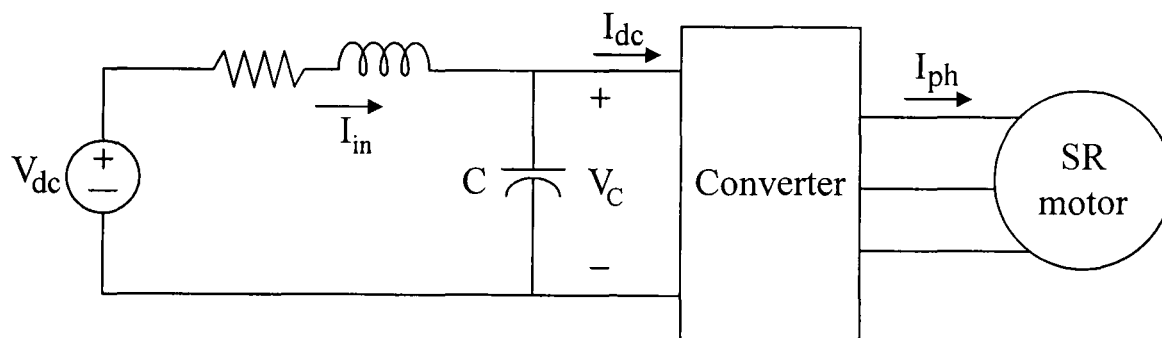 I_dc
I_ph
I_in
V_dc
+
−
C
+
V_C
−
Converter
SR
motor